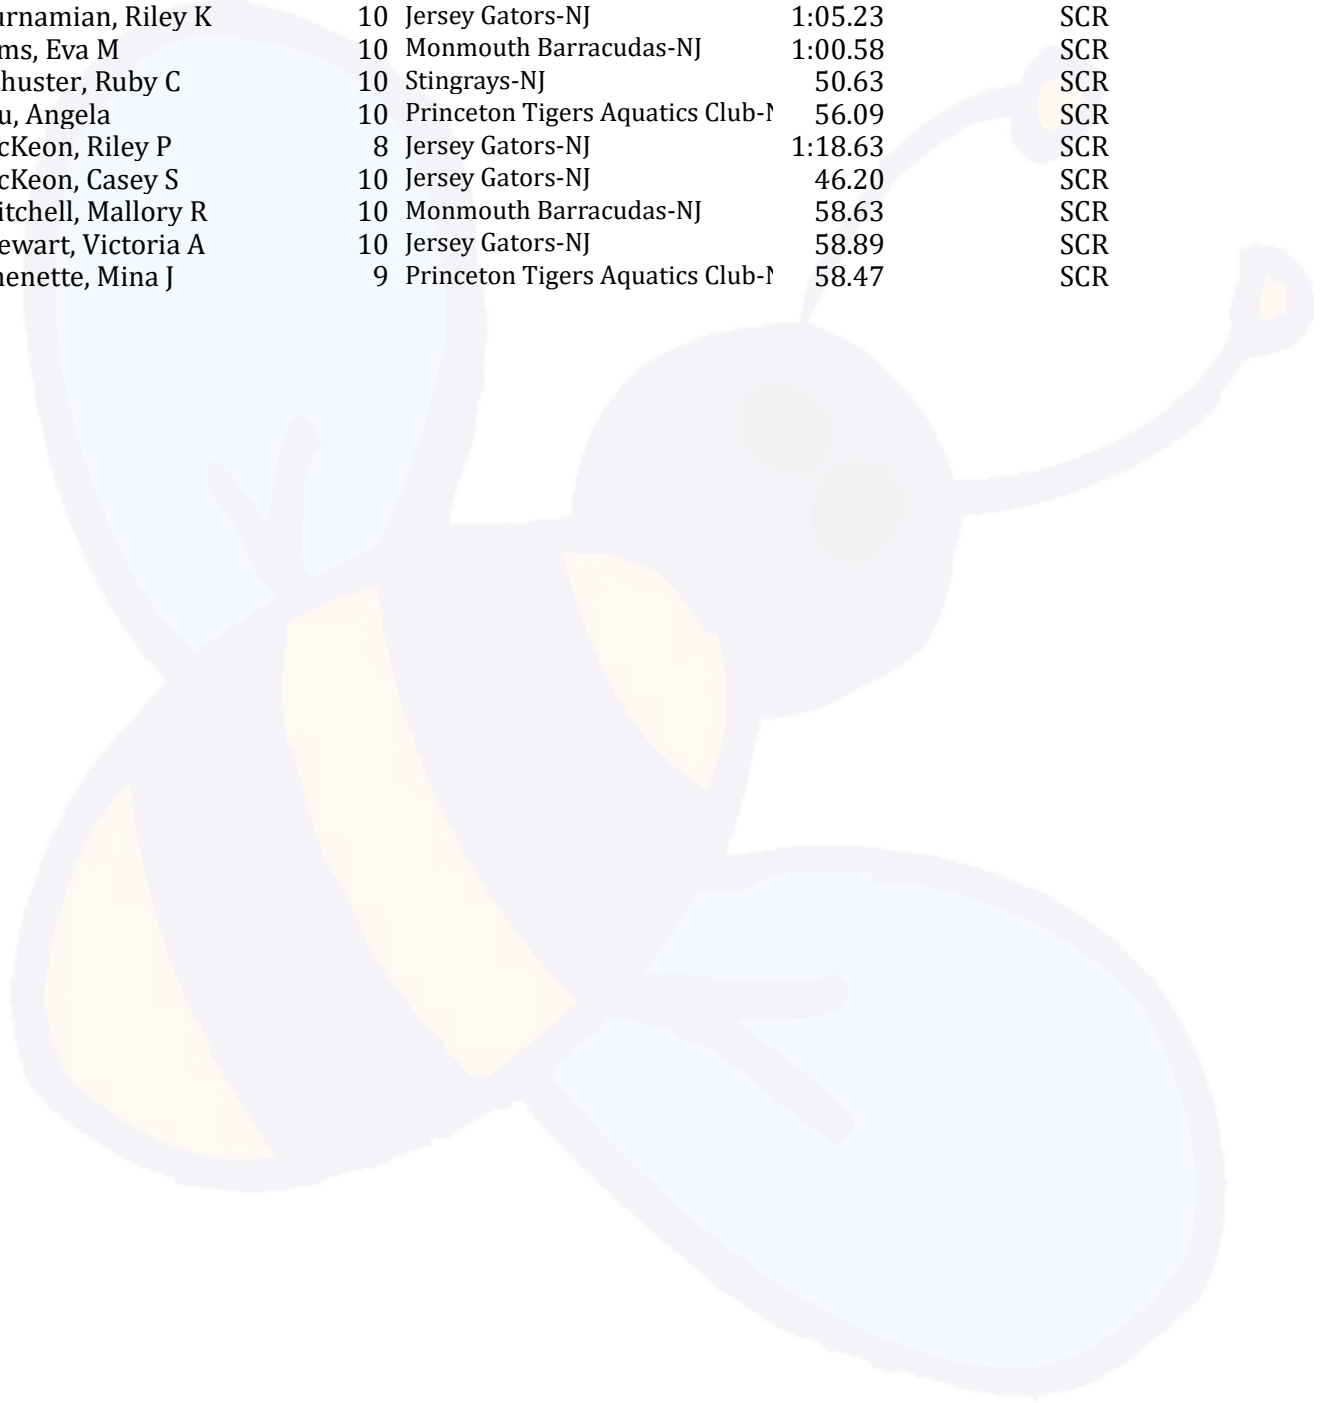 urnamian, Riley K 10 Jersey Gators-NJ 1:05.23 SCR
ms, Eva M 10 Monmouth Barracudas-NJ 1:00.58 SCR
huster, Ruby C 10 Stingrays-NJ 50.63 SCR
u, Angela 10 Princeton Tigers Aquatics Club-N 56.09 SCR
cKeon, Riley P 8 Jersey Gators-NJ 1:18.63 SCR
cKeon, Casey S 10 Jersey Gators-NJ 46.20 SCR
itchell, Mallory R 10 Monmouth Barracudas-NJ 58.63 SCR
ewart, Victoria A 10 Jersey Gators-NJ 58.89 SCR
henette, Mina J 9 Princeton Tigers Aquatics Club-N 58.47 SCR